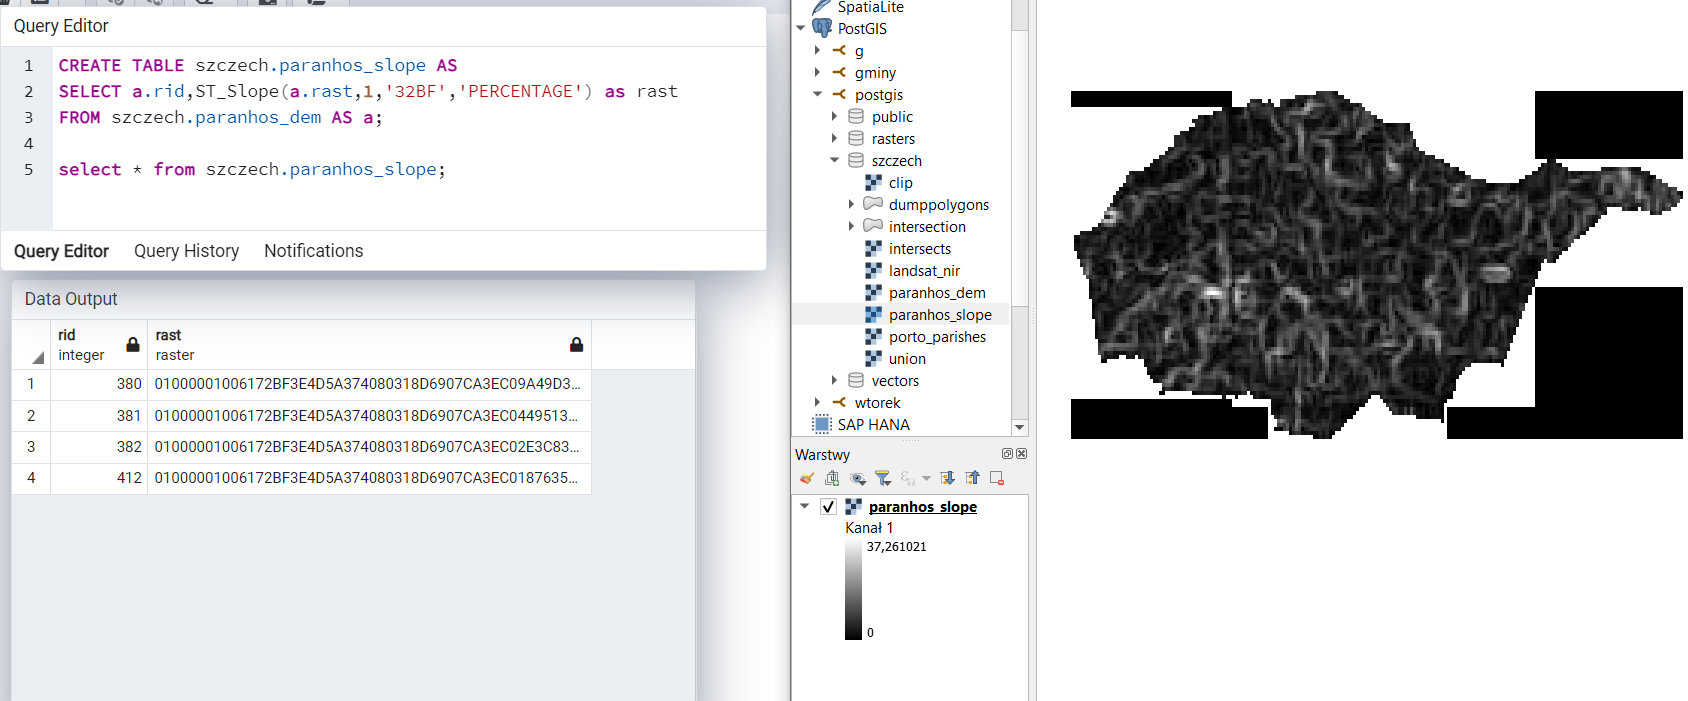 Query Editor
1 CREATE TABLE szczech.paranhos_slope AS
2 SELECT a.rid,ST_Slope(a.rast,1,'32BF','PERCENTAGE') as rast
3 FROM szczech.paranhos_dem AS a;
4
5 select * from szczech.paranhos_slope;
Query Editor Query History Notifications
Data Output
rid
integer
rast
raster
1 380 01000001006172BF3E4D5A374080318D6907CA3EC09A49D3...
2 381 01000001006172BF3E4D5A374080318D6907CA3EC0449513...
3 382 01000001006172BF3E4D5A374080318D6907CA3EC02E3C83...
4 412 01000001006172BF3E4D5A374080318D6907CA3EC0187635...
SpatiaLite
PostGIS
g
gminy
postgis
public
rasters
szczech
clip
dumppolygons
intersection
intersects
landsat_nir
paranhos_dem
paranhos_slope
porto_parishes
union
vectors
wtorek
SAP HANA
Warstwy
paranhos_slope
Kanał 1
37,261021
0